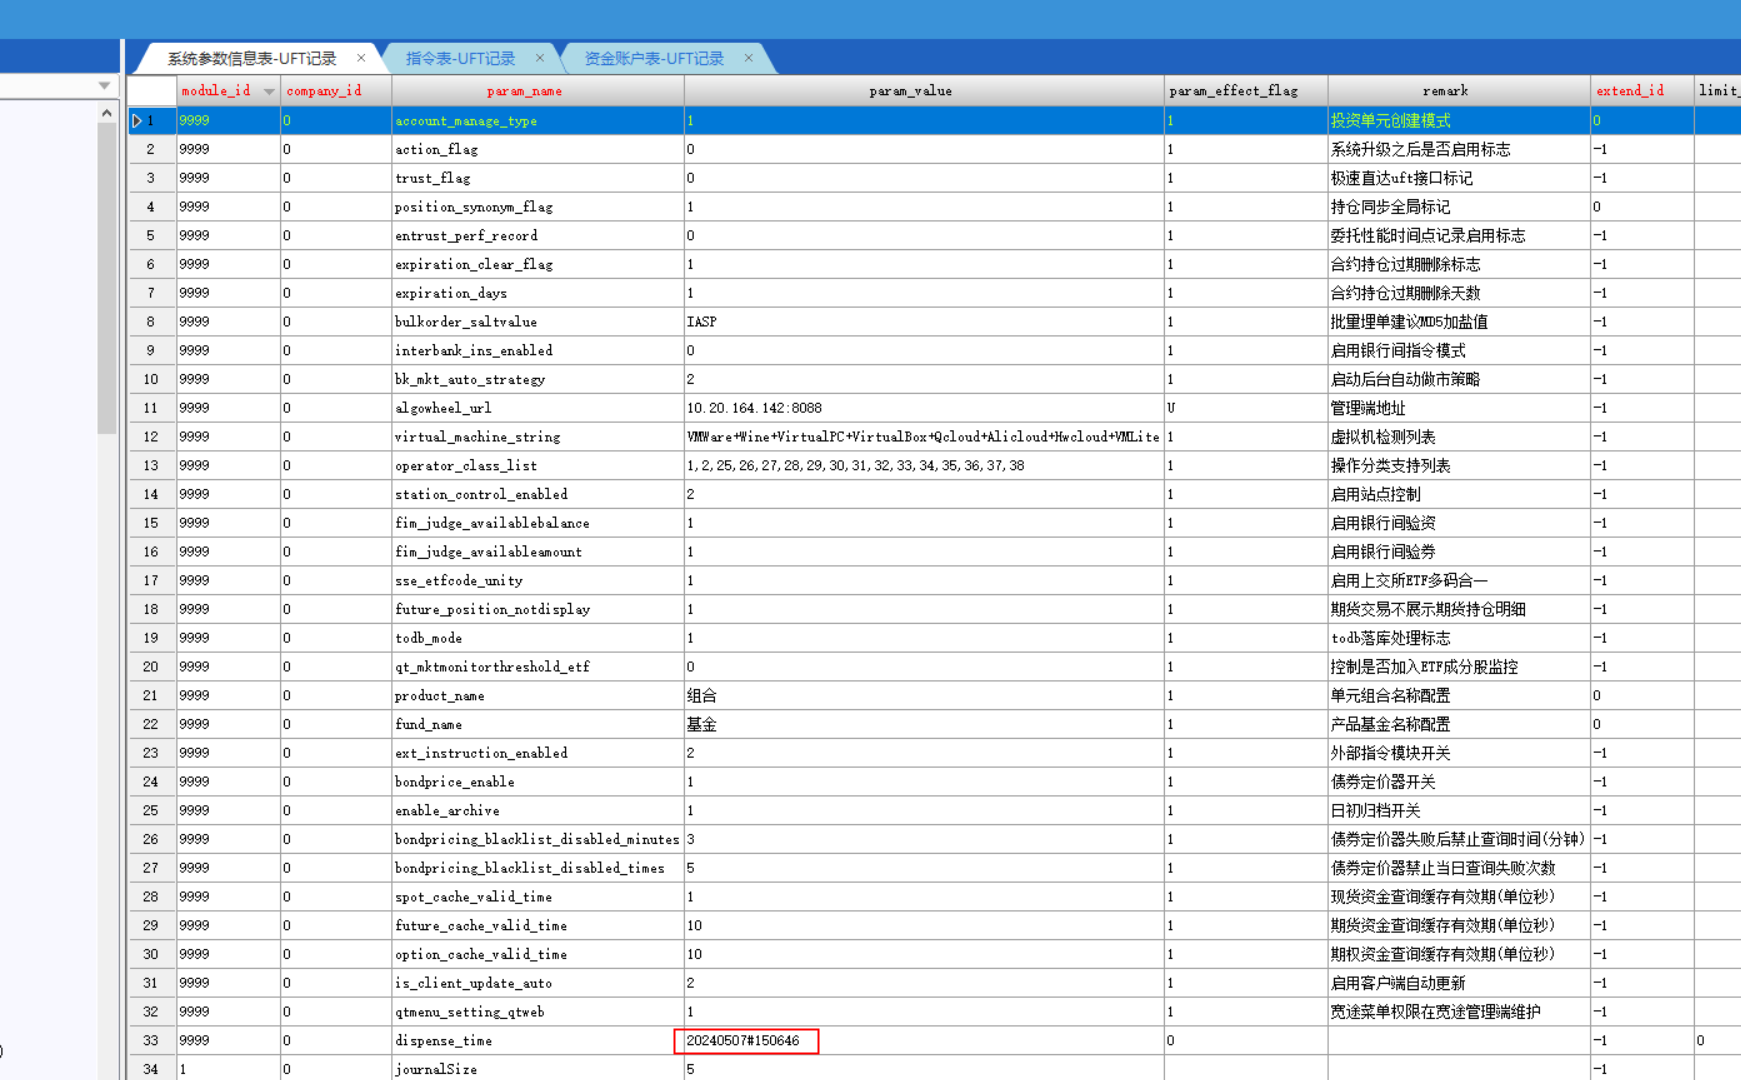 系统参数信息表-UFT记录 × 指令表-UFT记录 × 资金账户表-UFT记录 ×
module_id company_id param_name param_value param_effect_flag remark extend_id limit_
1 9999 0 account_manage_type 1 1 投资单元创建模式 0
2 9999 0 action_flag 0 1 系统升级之后是否启用标志 -1
3 9999 0 trust_flag 0 1 极速直达uft接口标记 -1
4 9999 0 position_synonym_flag 1 1 持仓同步全局标记 0
5 9999 0 entrust_perf_record 0 1 委托性能时间点记录启用标志 -1
6 9999 0 expiration_clear_flag 1 1 合约持仓过期删除标志 -1
7 9999 0 expiration_days 1 1 合约持仓过期删除天数 -1
8 9999 0 bulkorder_saltvalue IASP 1 批量埋单建议MD5加盐值 -1
9 9999 0 interbank_ins_enabled 0 1 启用银行间指令模式 -1
10 9999 0 bk_mkt_auto_strategy 2 1 启动后台自动做市策略 -1
11 9999 0 algowheel_url 10.20.164.142:8088 U 管理端地址 -1
12 9999 0 virtual_machine_string VMWare+Wine+VirtualPC+VirtualBox+Qcloud+Alicloud+Hwcloud+VMLite 1 虚拟机检测列表 -1
13 9999 0 operator_class_list 1,2,25,26,27,28,29,30,31,32,33,34,35,36,37,38 1 操作分类支持列表 -1
14 9999 0 station_control_enabled 2 1 启用站点控制 -1
15 9999 0 fim_judge_availablebalance 1 1 启用银行间验资 -1
16 9999 0 fim_judge_availableamount 1 1 启用银行间验券 -1
17 9999 0 sse_etfcode_unity 1 1 启用上交所ETF多码合一 -1
18 9999 0 future_position_notdisplay 1 1 期货交易不展示期货持仓明细 -1
19 9999 0 todb_mode 1 1 todb落库处理标志 -1
20 9999 0 qt_mktmonitorthreshold_etf 0 1 控制是否加入ETF成分股监控 -1
21 9999 0 product_name 组合 1 单元组合名称配置 0
22 9999 0 fund_name 基金 1 产品基金名称配置 0
23 9999 0 ext_instruction_enabled 2 1 外部指令模块开关 -1
24 9999 0 bondprice_enable 1 1 债券定价器开关 -1
25 9999 0 enable_archive 1 1 日初归档开关 -1
26 9999 0 bondpricing_blacklist_disabled_minutes 3 1 债券定价器失败后禁止查询时间(分钟) -1
27 9999 0 bondpricing_blacklist_disabled_times 5 1 债券定价器禁止当日查询失败次数 -1
28 9999 0 spot_cache_valid_time 1 1 现货资金查询缓存有效期(单位秒) -1
29 9999 0 future_cache_valid_time 10 1 期货资金查询缓存有效期(单位秒) -1
30 9999 0 option_cache_valid_time 10 1 期权资金查询缓存有效期(单位秒) -1
31 9999 0 is_client_update_auto 2 1 启用客户端自动更新 -1
32 9999 0 qtmenu_setting_qtweb 1 1 宽途菜单权限在宽途管理端维护 -1
33 9999 0 dispense_time 20240507#150646 0 -1 0
)
34 1 0 journalSize 5 -1